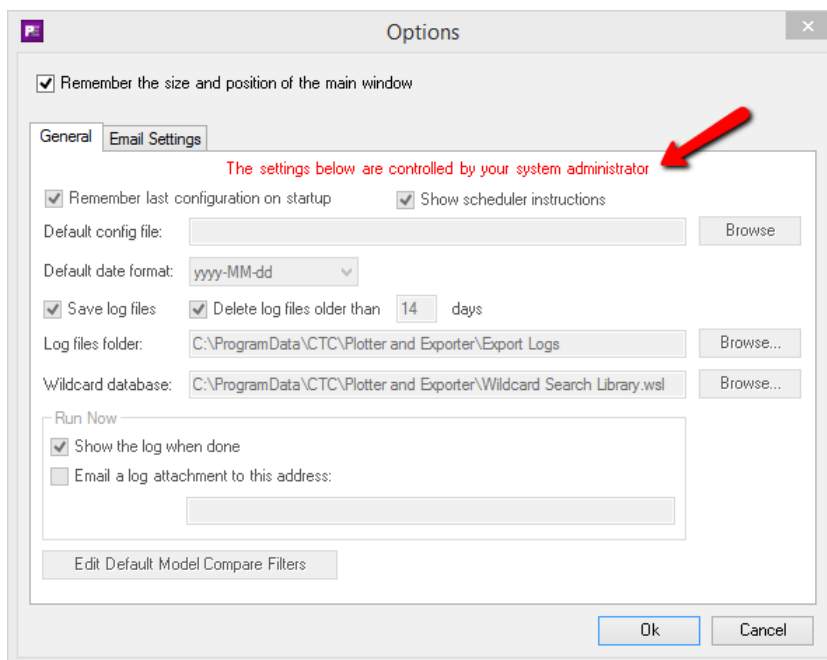 PE
Options
Remember the size and position of the main window
General Email Settings
The settings below are controlled by your system administrator
Remember last configuration on startup Show scheduler instructions
Default config file: Browse
Default date format: yyyy-MM-dd
Save log files Delete log files older than 14 days
Log files folder: C:\ProgramData\CTC\Plotter and Exporter\Export Logs Browse...
Wildcard database: C:\ProgramData\CTC\Plotter and Exporter\Wildcard Search Library.wsl Browse...
Run Now
Show the log when done
Email a log attachment to this address:
Edit Default Model Compare Filters
Ok Cancel